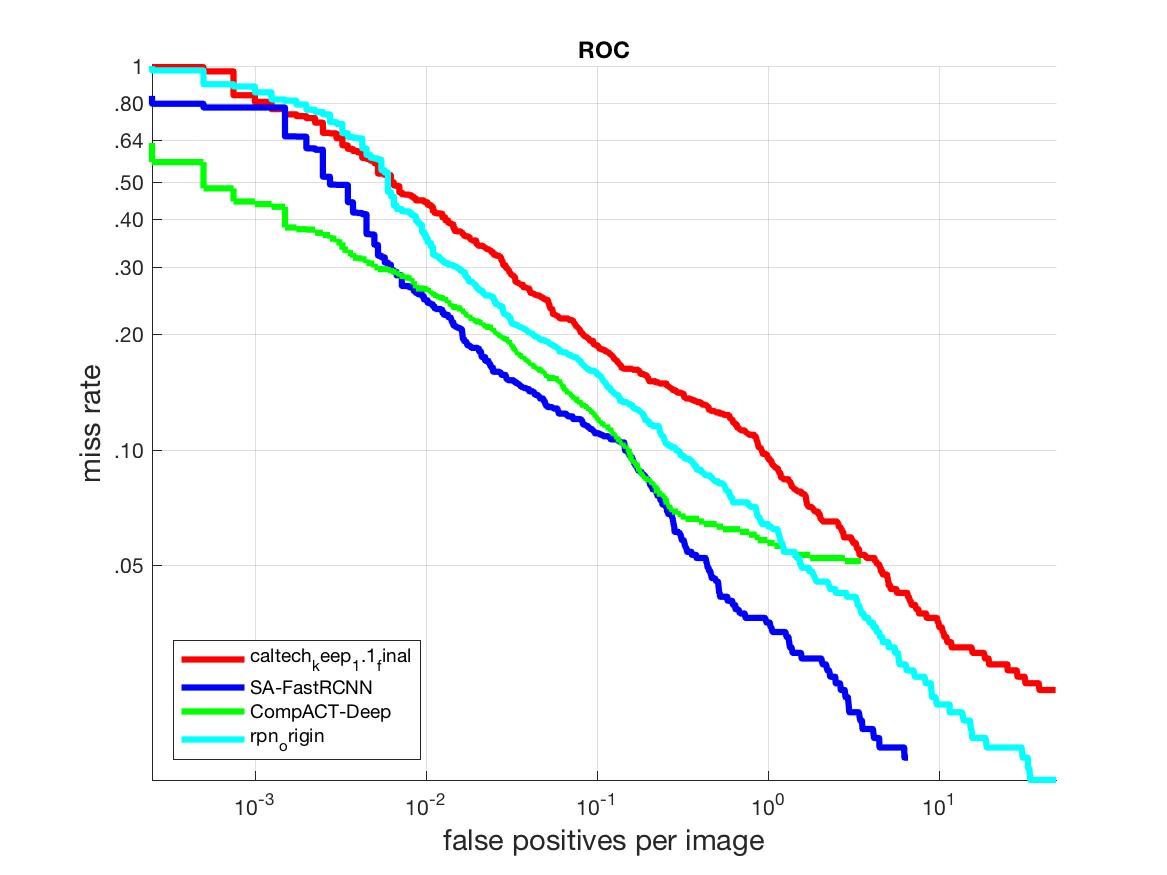 ROC
1
.80
.64
.50
.40
.30
.20
.10
.05
miss rate
caltech_keep_1.1_final
SA-FastRCNN
CompACT-Deep
rpn_origin
10^-3 10^-2 10^-1 10^0 10^1
false positives per image